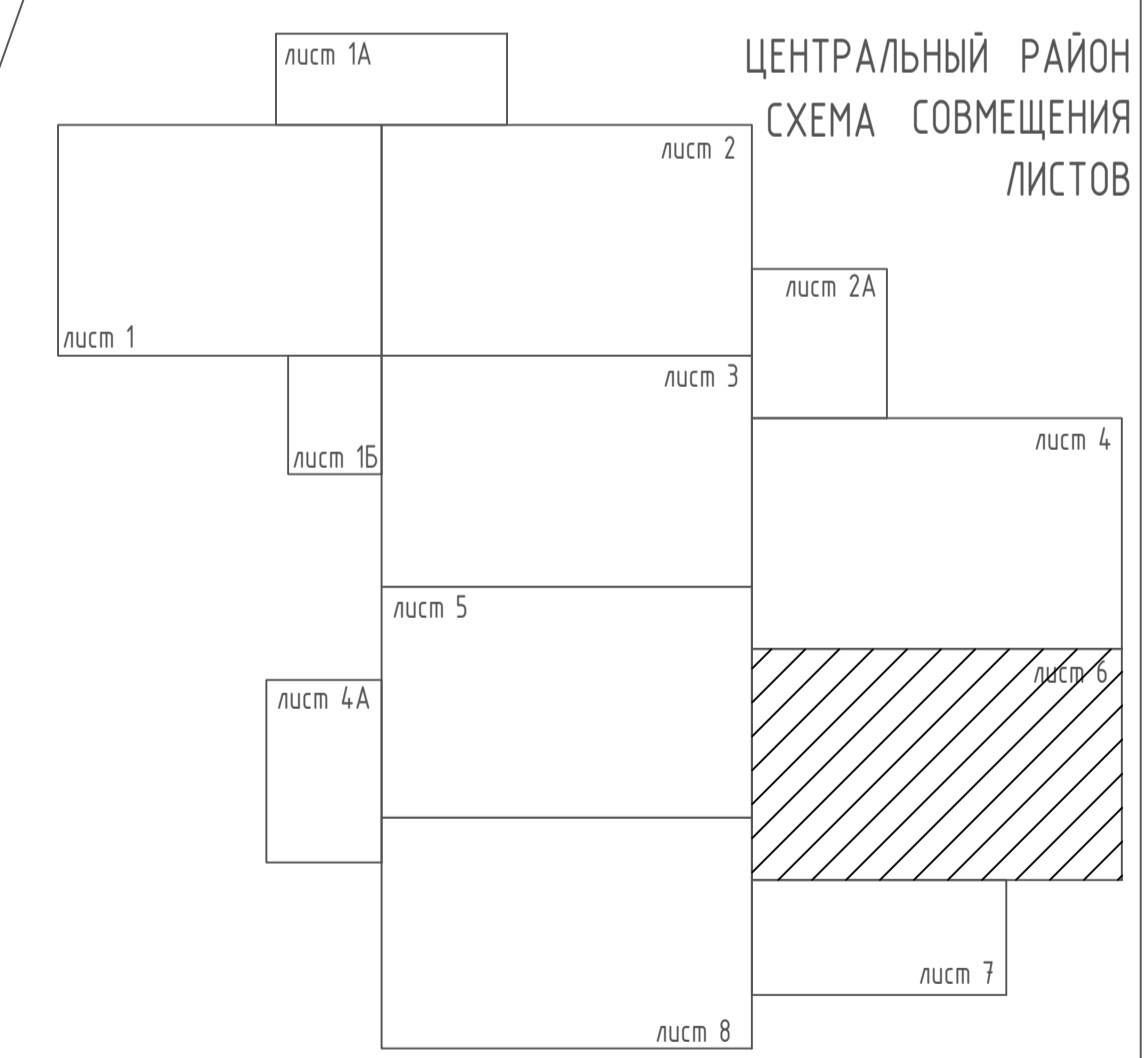 ЦЕНТРАЛЬНЫЙ РАЙОН
СХЕМА СОВМЕЩЕНИЯ
ЛИСТОВ
лист 1А
лист 2
лист 2А
лист 1
лист 3
лист 4
лист 1Б
лист 5
лист 6
лист 4А
лист 7
лист 8